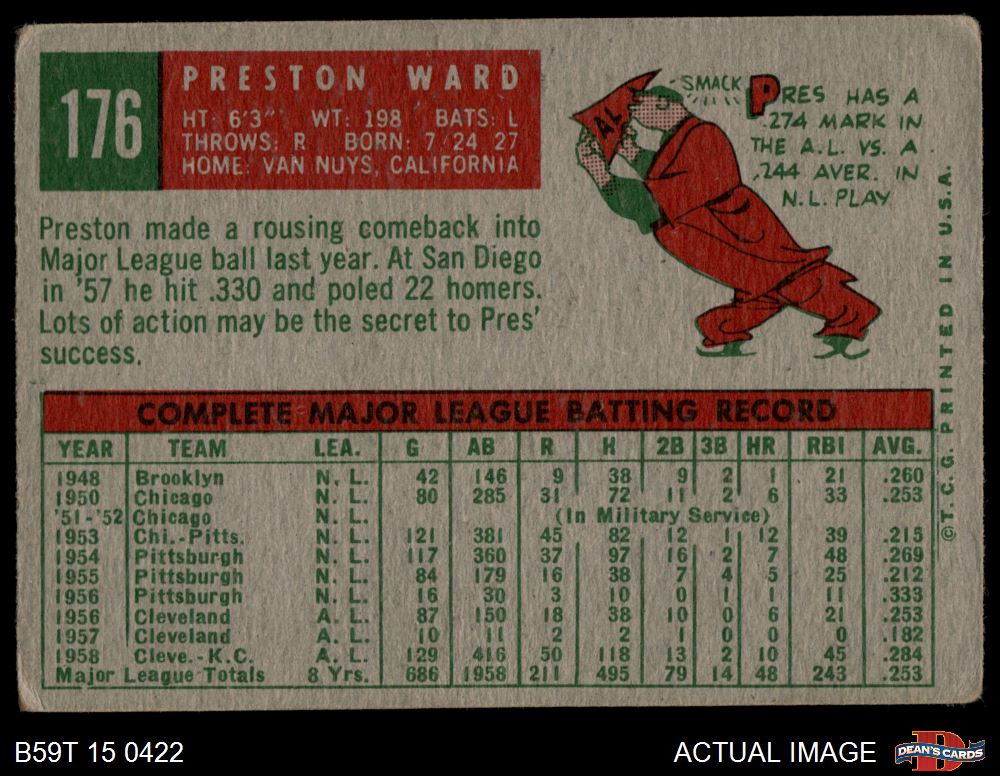 176
PRESTON WARD
HT: 6'3" WT: 198 BATS: L
THROWS: R BORN: 7/24/27
HOME: VAN NUYS, CALIFORNIA
Preston made a rousing comeback into
Major League ball last year. At San Diego
in '57 he hit .330 and poled 22 homers.
Lots of action may be the secret to Pres'
success.
SMACK
AL
PRES HAS A
.274 MARK IN
THE A.L. VS. A
.244 AVER. IN
N.L. PLAY
COMPLETE MAJOR LEAGUE BATTING RECORD
YEAR TEAM LEA. G AB R H 2B 3B HR RBI AVG.
1948 Brooklyn N. L. 42 146 9 38 9 2 1 21 .260
1950 Chicago N. L. 80 285 31 72 11 2 6 33 .253
'51-'52 Chicago N. L. (In Military Service)
1953 Chi.-Pitts. N. L. 121 381 45 82 12 1 12 39 .215
1954 Pittsburgh N. L. 117 360 37 97 16 2 7 48 .269
1955 Pittsburgh N. L. 84 179 16 38 7 4 5 25 .212
1956 Pittsburgh N. L. 16 30 3 10 0 1 1 11 .333
1956 Cleveland A. L. 87 150 18 38 10 0 6 21 .253
1957 Cleveland A. L. 10 11 2 2 1 0 0 0 .182
1958 Cleve.-K.C. A. L. 129 416 50 118 13 2 10 45 .284
Major League Totals 8 Yrs. 686 1958 211 495 79 14 48 243 .253
©T. C. G. PRINTED IN U.S.A.
B59T 15 0422
ACTUAL IMAGE
D
DEAN'S CARDS